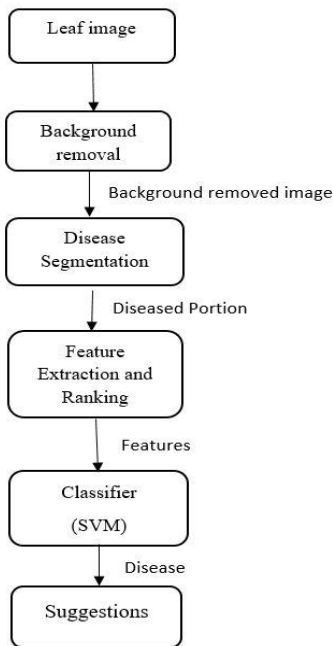 Leaf image
Background
removal
Background removed image
Disease
Segmentation
Diseased Portion
Feature
Extraction and
Ranking
Features
Classifier
(SVM)
Disease
Suggestions